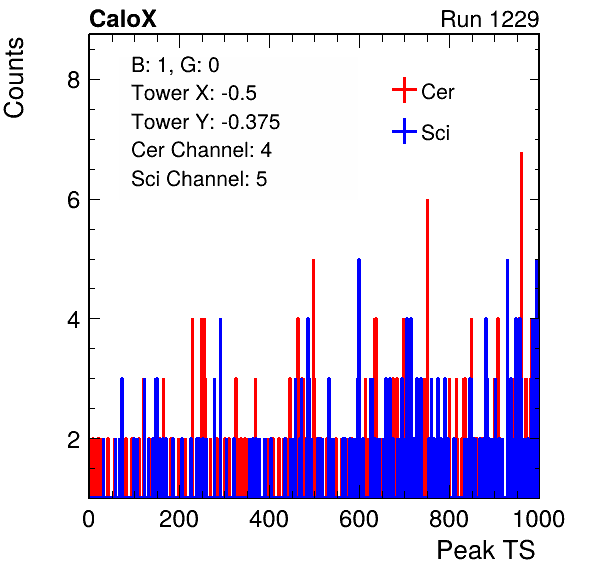 CaloX Run 1229
Counts
B: 1, G: 0
Tower X: -0.5
Tower Y: -0.375
Cer Channel: 4
Sci Channel: 5
Cer
Sci
8
6
4
2
0 200 400 600 800 1000
Peak TS